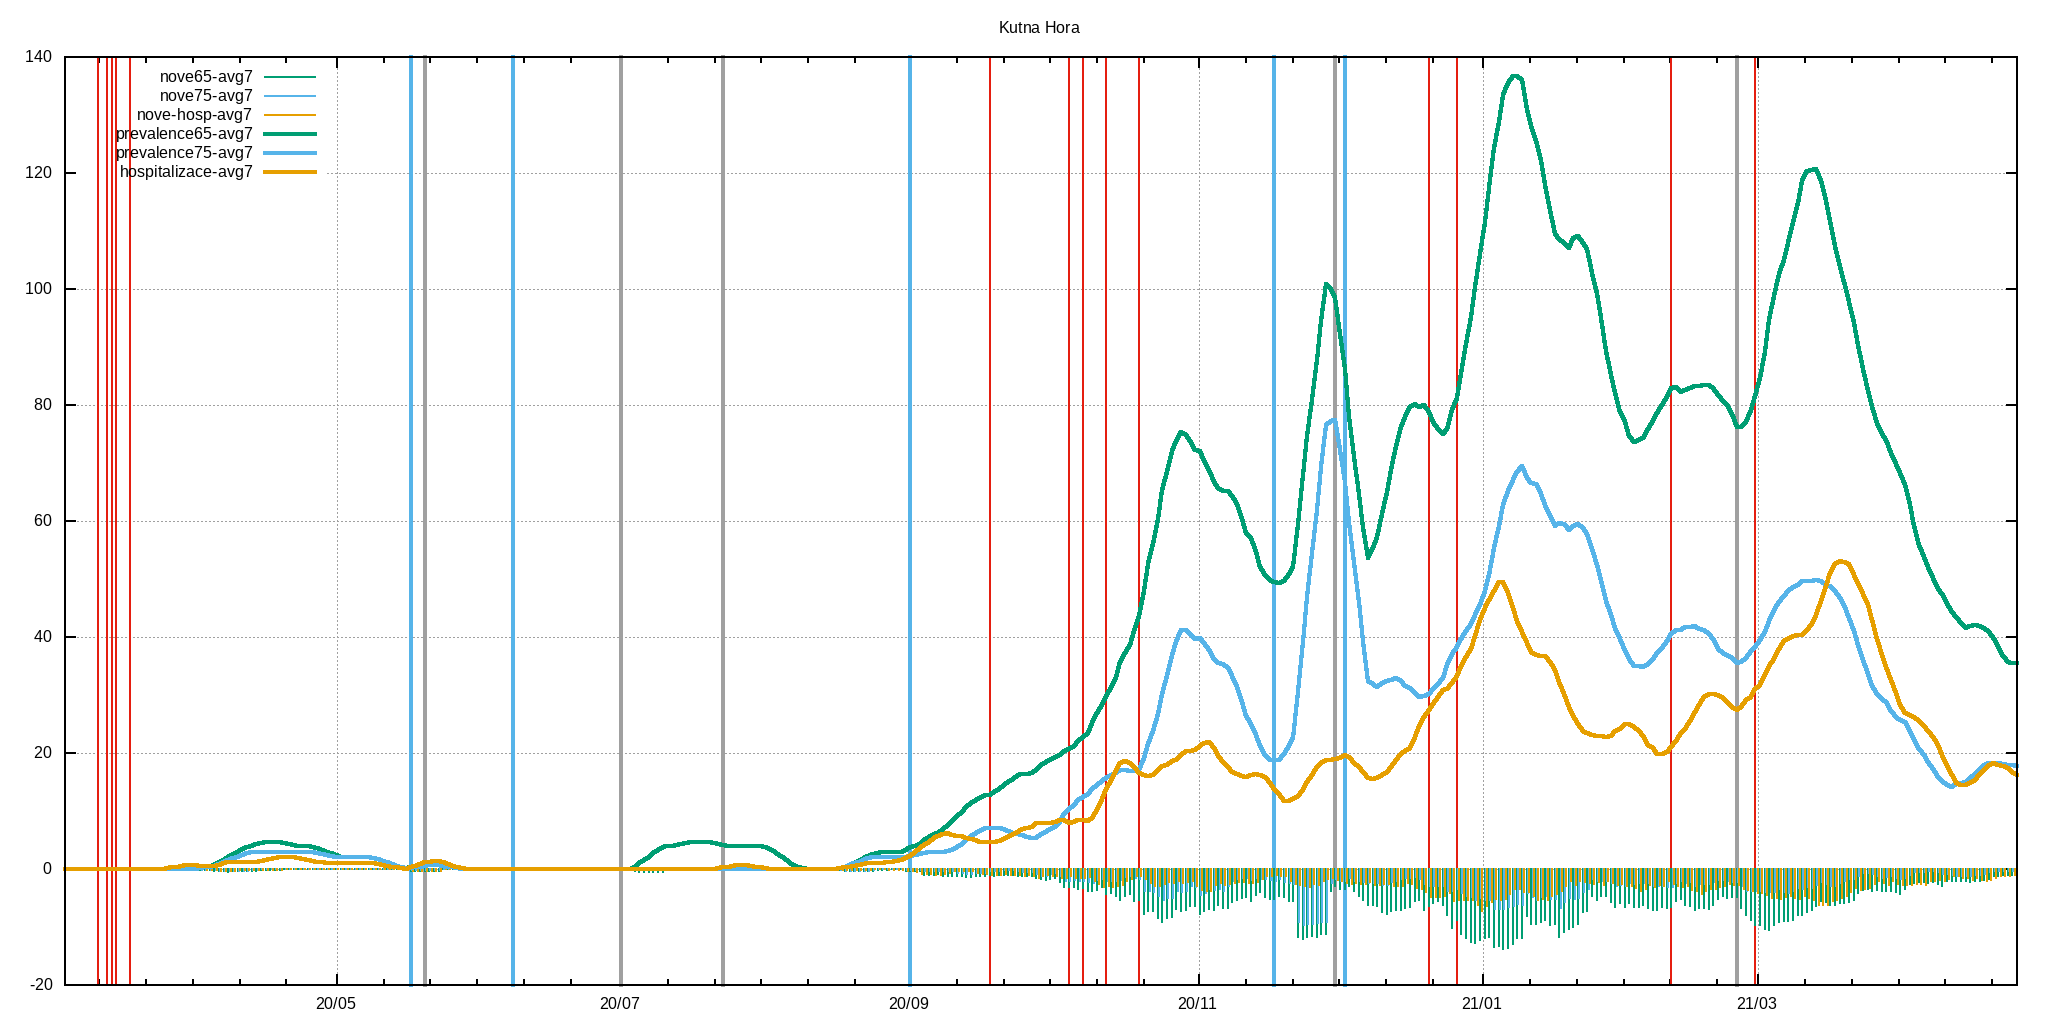 Kutna Hora
140
120
100
80
60
40
20
0
-20
nove65-avg7
nove75-avg7
nove-hosp-avg7
prevalence65-avg7
prevalence75-avg7
hospitalizace-avg7
20/05
20/07
20/09
20/11
21/01
21/03